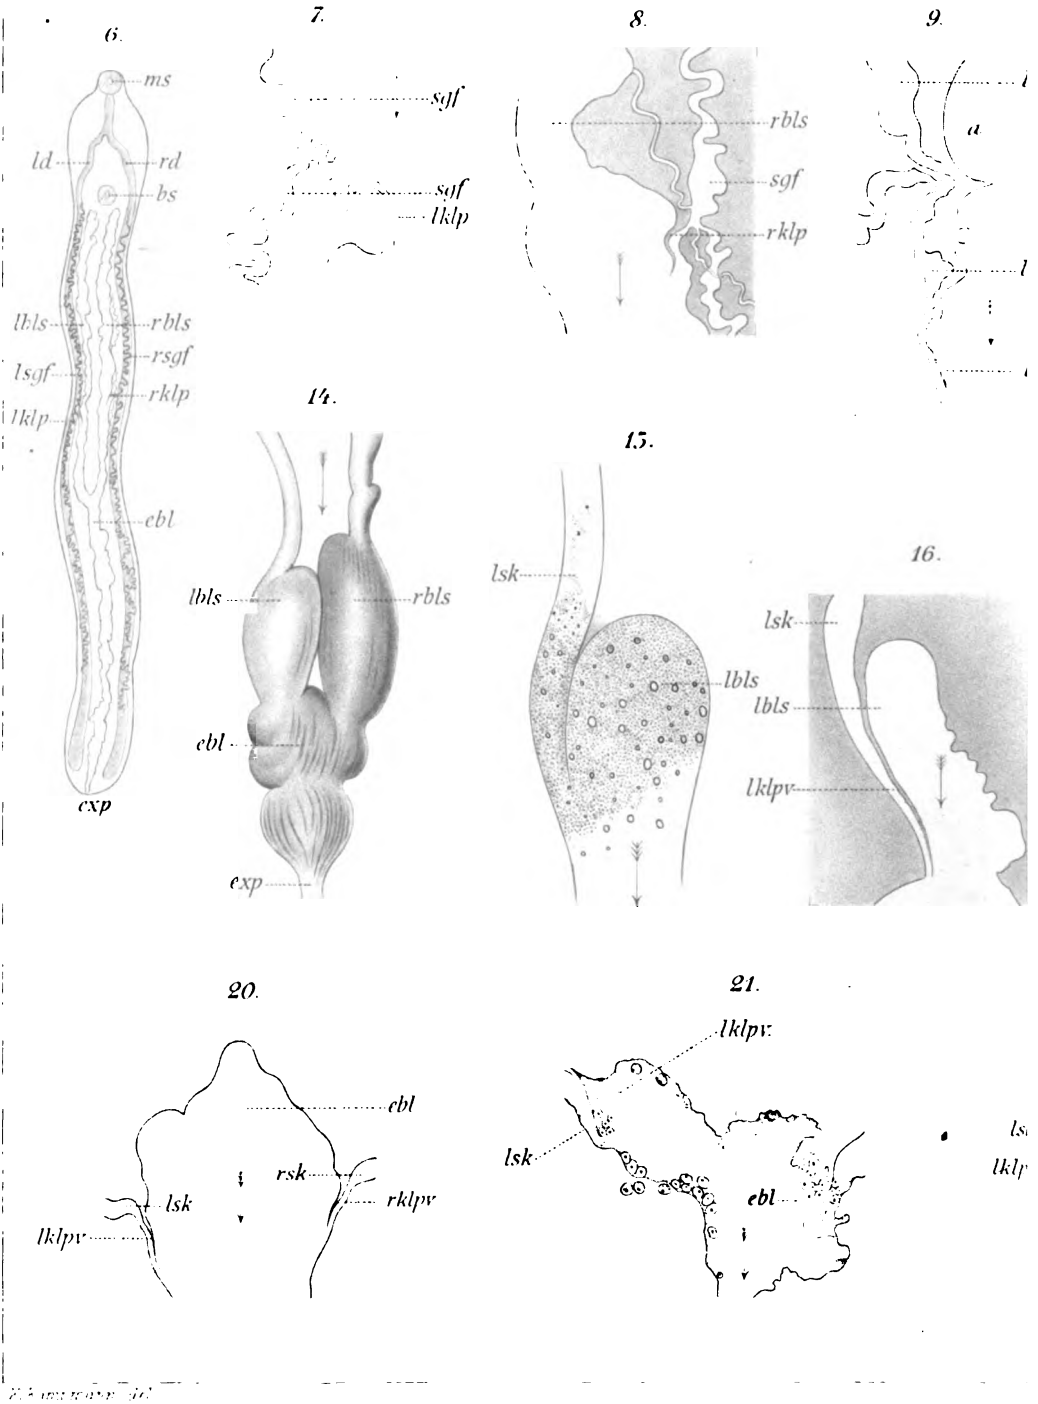 6.
ms
ld
rd
bs
lbls
rbls
rsgf
lsgf
rklp
lklp
ebl
exp
7.
sgf
sgf
lklp
8.
rbls
sgf
rklp
9.
a
14.
lbls
rbls
ebl
exp
15.
lsk
lbls
16.
lsk
lbls
lklpv
20.
ebl
rsk
lsk
rklpv
lklpv
21.
lklpv.
lsk
ebl